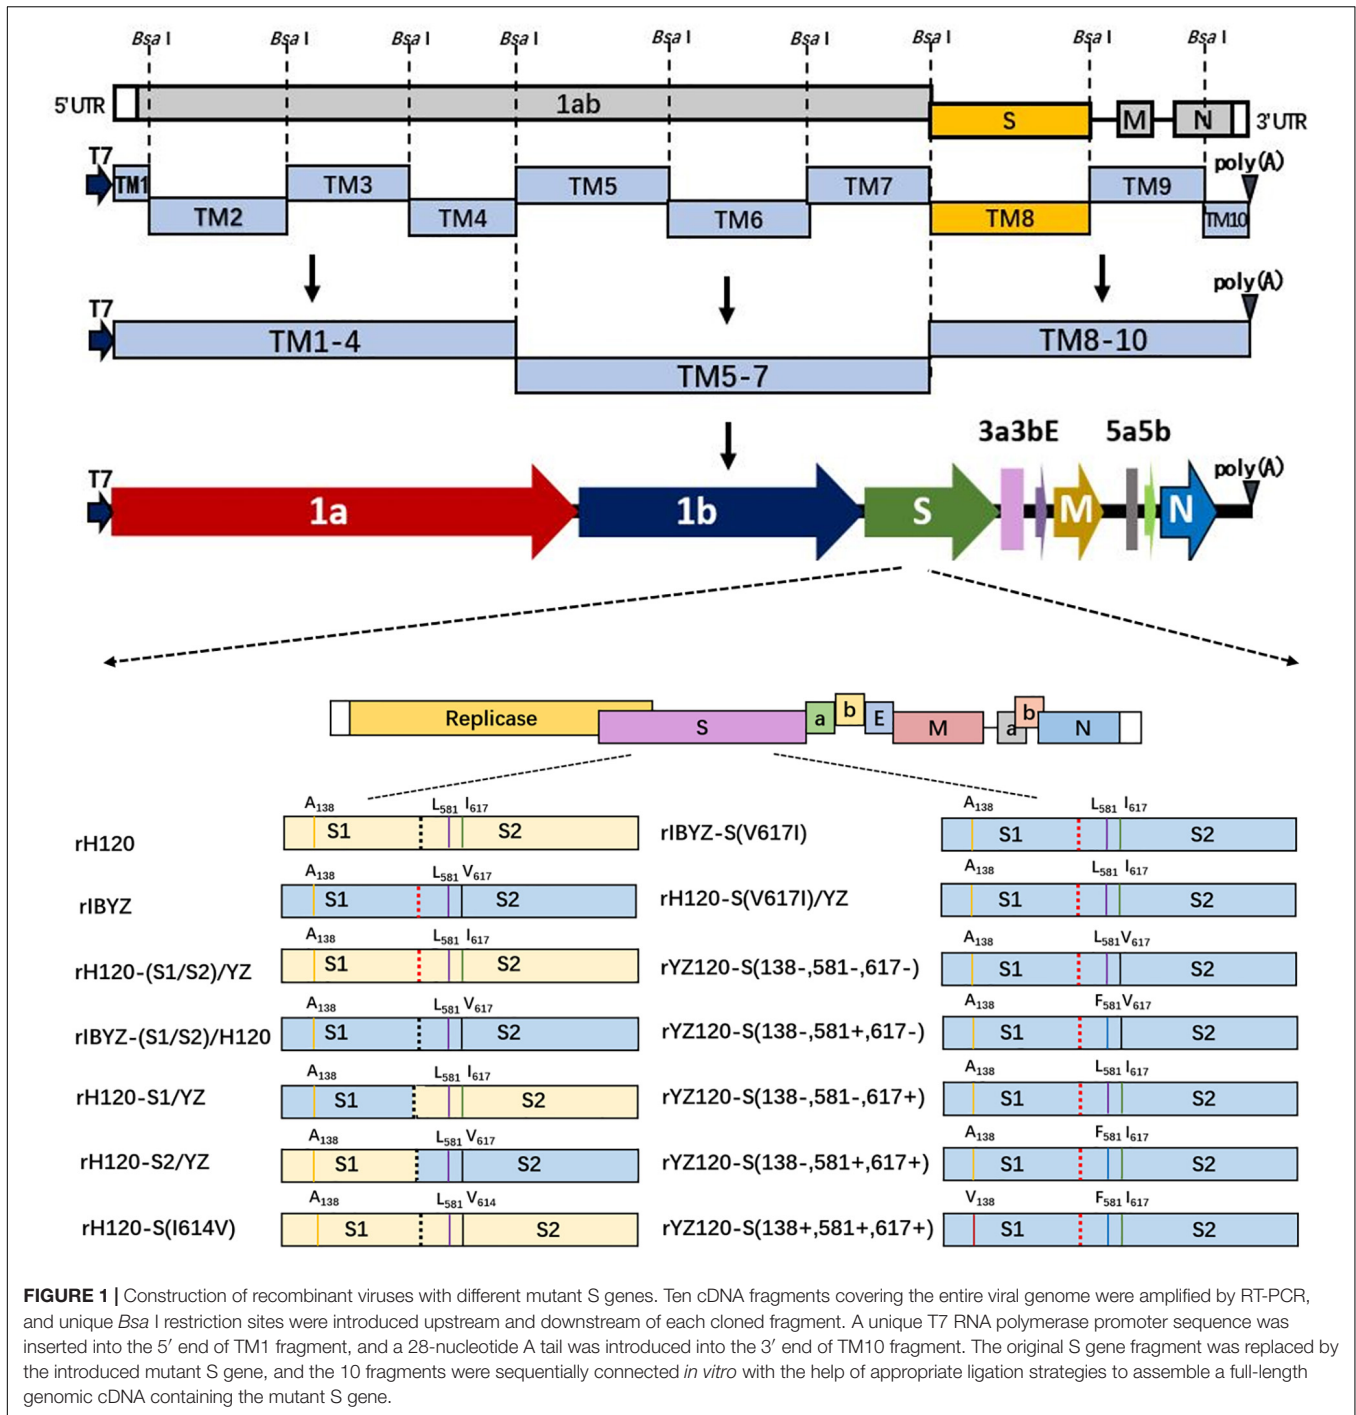 Bsa I Bsa I Bsa I Bsa I Bsa I Bsa I Bsa I Bsa I Bsa I
5'UTR 1ab S M N 3'UTR
T7 poly(A)
TM1 TM3 TM5 TM7 TM9
TM2 TM4 TM6 TM8 TM10
T7 poly(A)
TM1-4 TM8-10
TM5-7
3a3bE 5a5b
T7 poly(A)
1a 1b S M N
Replicase S a b E M a b N
A138 L581 I617
rH120 S1 S2
A138 L581 V617
rIBYZ S1 S2
A138 L581 I617
rH120-(S1/S2)/YZ S1 S2
A138 L581 V617
rIBYZ-(S1/S2)/H120 S1 S2
A138 L581 I617
rH120-S1/YZ S1 S2
A138 L581 V617
rH120-S2/YZ S1 S2
A138 L581 V614
rH120-S(I614V) S1 S2
A138 L581 I617
rIBYZ-S(V617I) S1 S2
A138 L581 I617
rH120-S(V617I)/YZ S1 S2
A138 L581V617
rYZ120-S(138-,581-,617-) S1 S2
A138 F581V617
rYZ120-S(138-,581+,617-) S1 S2
A138 L581 I617
rYZ120-S(138-,581-,617+) S1 S2
A138 F581 I617
rYZ120-S(138-,581+,617+) S1 S2
V138 F581 I617
rYZ120-S(138+,581+,617+) S1 S2
FIGURE 1 | Construction of recombinant viruses with different mutant S genes. Ten cDNA fragments covering the entire viral genome were amplified by RT-PCR,
and unique Bsa I restriction sites were introduced upstream and downstream of each cloned fragment. A unique T7 RNA polymerase promoter sequence was
inserted into the 5′ end of TM1 fragment, and a 28-nucleotide A tail was introduced into the 3′ end of TM10 fragment. The original S gene fragment was replaced by
the introduced mutant S gene, and the 10 fragments were sequentially connected in vitro with the help of appropriate ligation strategies to assemble a full-length
genomic cDNA containing the mutant S gene.